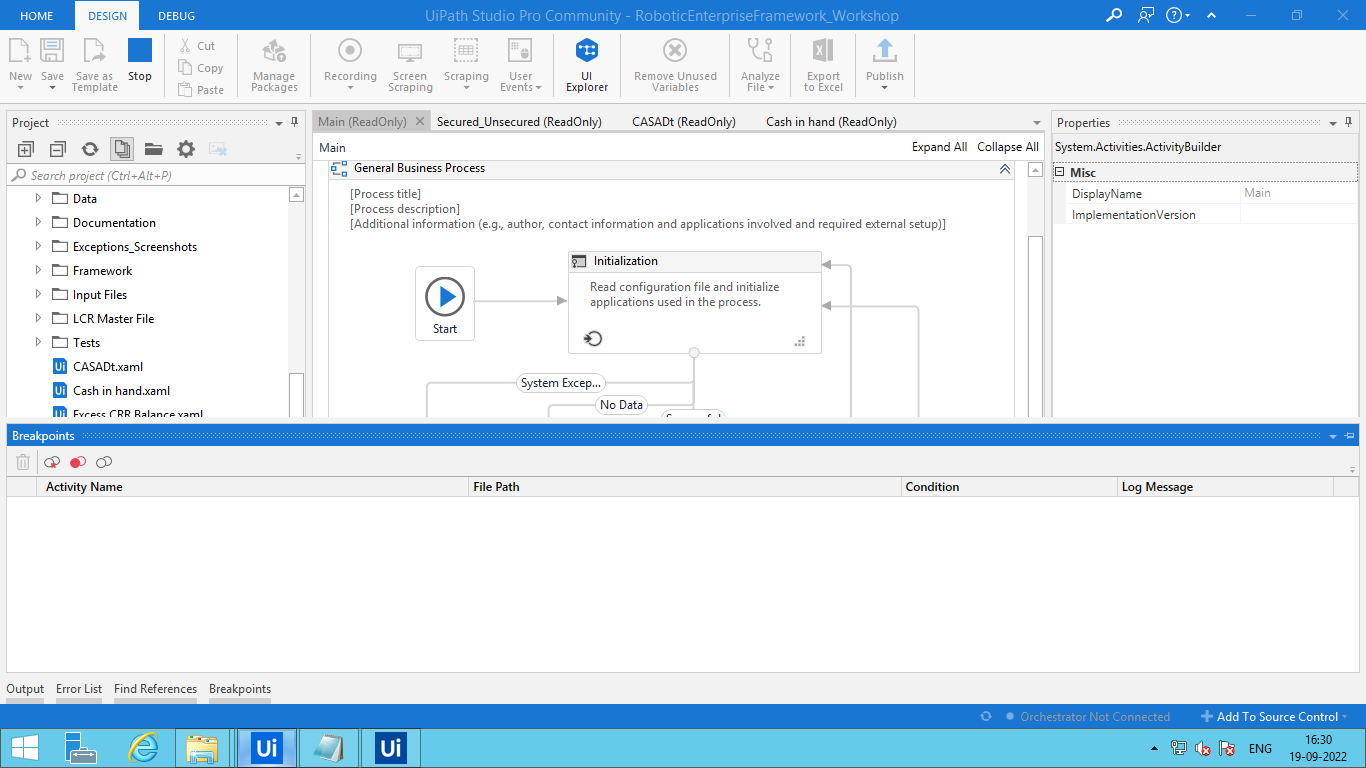 HOME DESIGN DEBUG UiPath Studio Pro Community - RoboticEnterpriseFramework_Workshop
New Save Save as Template Stop
Cut
Copy
Paste
Manage Packages
Recording
Screen Scraping
Scraping
User Events
UI Explorer
Remove Unused Variables
Analyze File
Export to Excel
Publish
Project
Search project (Ctrl+Alt+P)
Data
Documentation
Exceptions_Screenshots
Framework
Input Files
LCR Master File
Tests
CASADt.xaml
Cash in hand.xaml
Excess CRR Balance.xaml
Main (ReadOnly) Secured_Unsecured (ReadOnly) CASADt (ReadOnly) Cash in hand (ReadOnly)
Main Expand All Collapse All
General Business Process
[Process title]
[Process description]
[Additional information (e.g., author, contact information and applications involved and required external setup)]
Start
Initialization
Read configuration file and initialize
applications used in the process.
System Excep...
No Data
Properties
System.Activities.ActivityBuilder
Misc
DisplayName Main
ImplementationVersion
Breakpoints
Activity Name File Path Condition Log Message
Output Error List Find References Breakpoints
Orchestrator Not Connected Add To Source Control
Ui Ui
ENG 16:30
19-09-2022